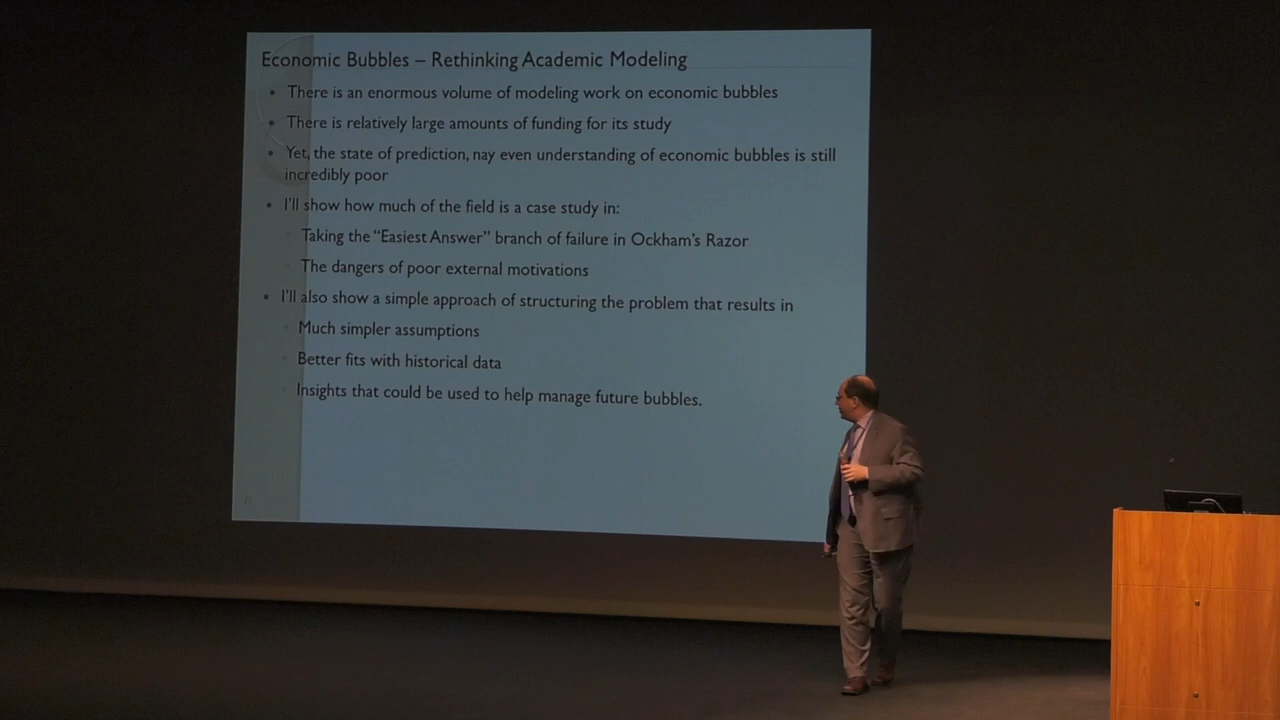 Economic Bubbles – Rethinking Academic Modeling
• There is an enormous volume of modeling work on economic bubbles
• There is relatively large amounts of funding for its study
• Yet, the state of prediction, nay even understanding of economic bubbles is still
incredibly poor
• I'll show how much of the field is a case study in:
Taking the “Easiest Answer” branch of failure in Ockham's Razor
The dangers of poor external motivations
• I'll also show a simple approach of structuring the problem that results in
Much simpler assumptions
Better fits with historical data
Insights that could be used to help manage future bubbles.